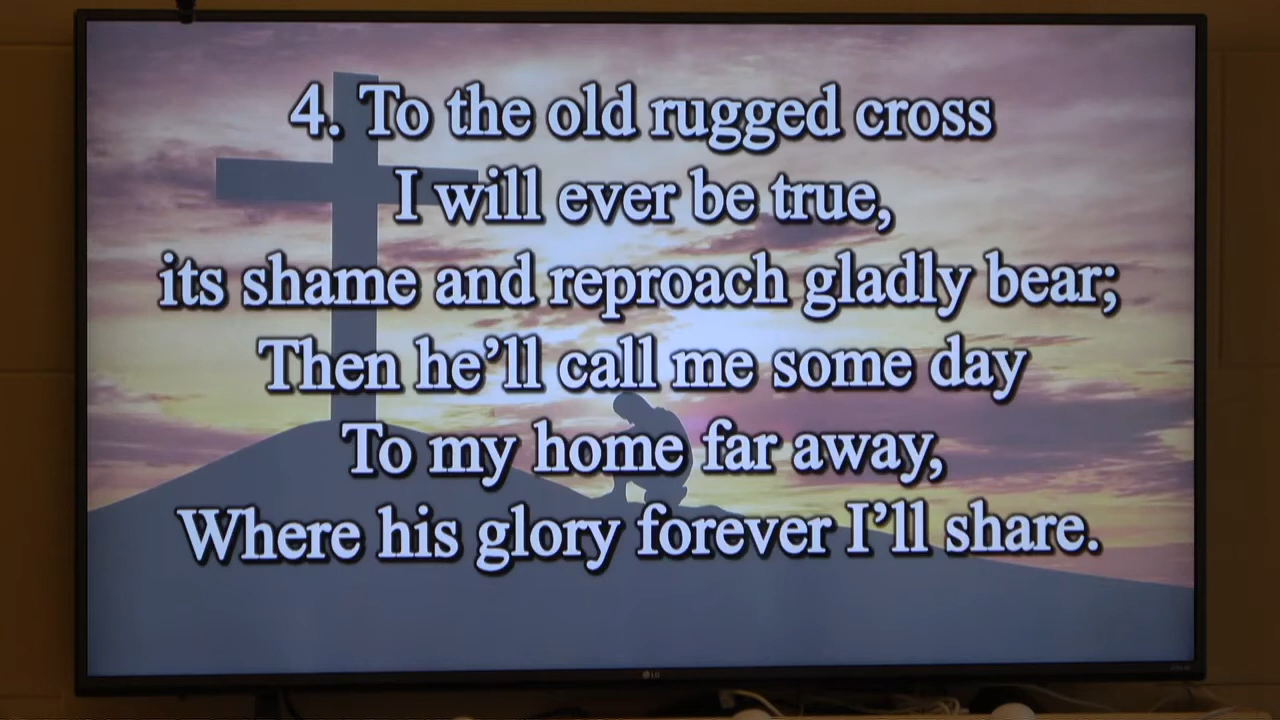 4. To the old rugged cross
I will ever be true,
its shame and reproach gladly bear;
Then he’ll call me some day
To my home far away,
Where his glory forever I’ll share.
LG